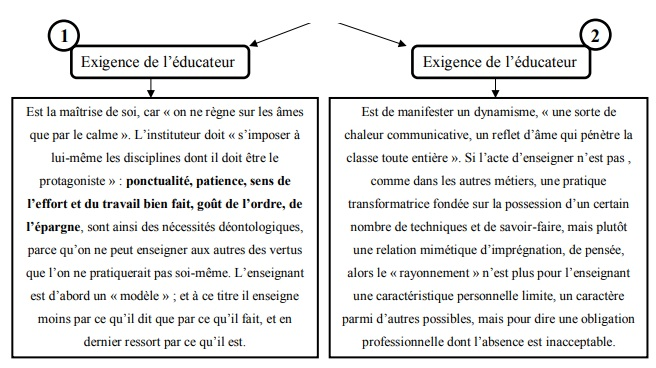 1
Exigence de l'éducateur
Est la maîtrise de soi, car « on ne règne sur les âmes
que par le calme ». L'instituteur doit « s'imposer à
lui-même les disciplines dont il doit être le
protagoniste » : ponctualité, patience, sens de
l'effort et du travail bien fait, goût de l'ordre, de
l'épargne, sont ainsi des nécessités déontologiques,
parce qu'on ne peut enseigner aux autres des vertus
que l'on ne pratiquerait pas soi-même. L'enseignant
est d'abord un « modèle » ; et à ce titre il enseigne
moins par ce qu'il dit que par ce qu'il fait, et en
dernier ressort par ce qu'il est.
2
Exigence de l'éducateur
Est de manifester un dynamisme, « une sorte de
chaleur communicative, un reflet d'âme qui pénètre la
classe toute entière ». Si l'acte d'enseigner n'est pas ,
comme dans les autres métiers, une pratique
transformatrice fondée sur la possession d'un certain
nombre de techniques et de savoir-faire, mais plutôt
une relation mimétique d'imprégnation, de pensée,
alors le « rayonnement » n'est plus pour l'enseignant
une caractéristique personnelle limite, un caractère
parmi d'autres possibles, mais pour dire une obligation
professionnelle dont l'absence est inacceptable.